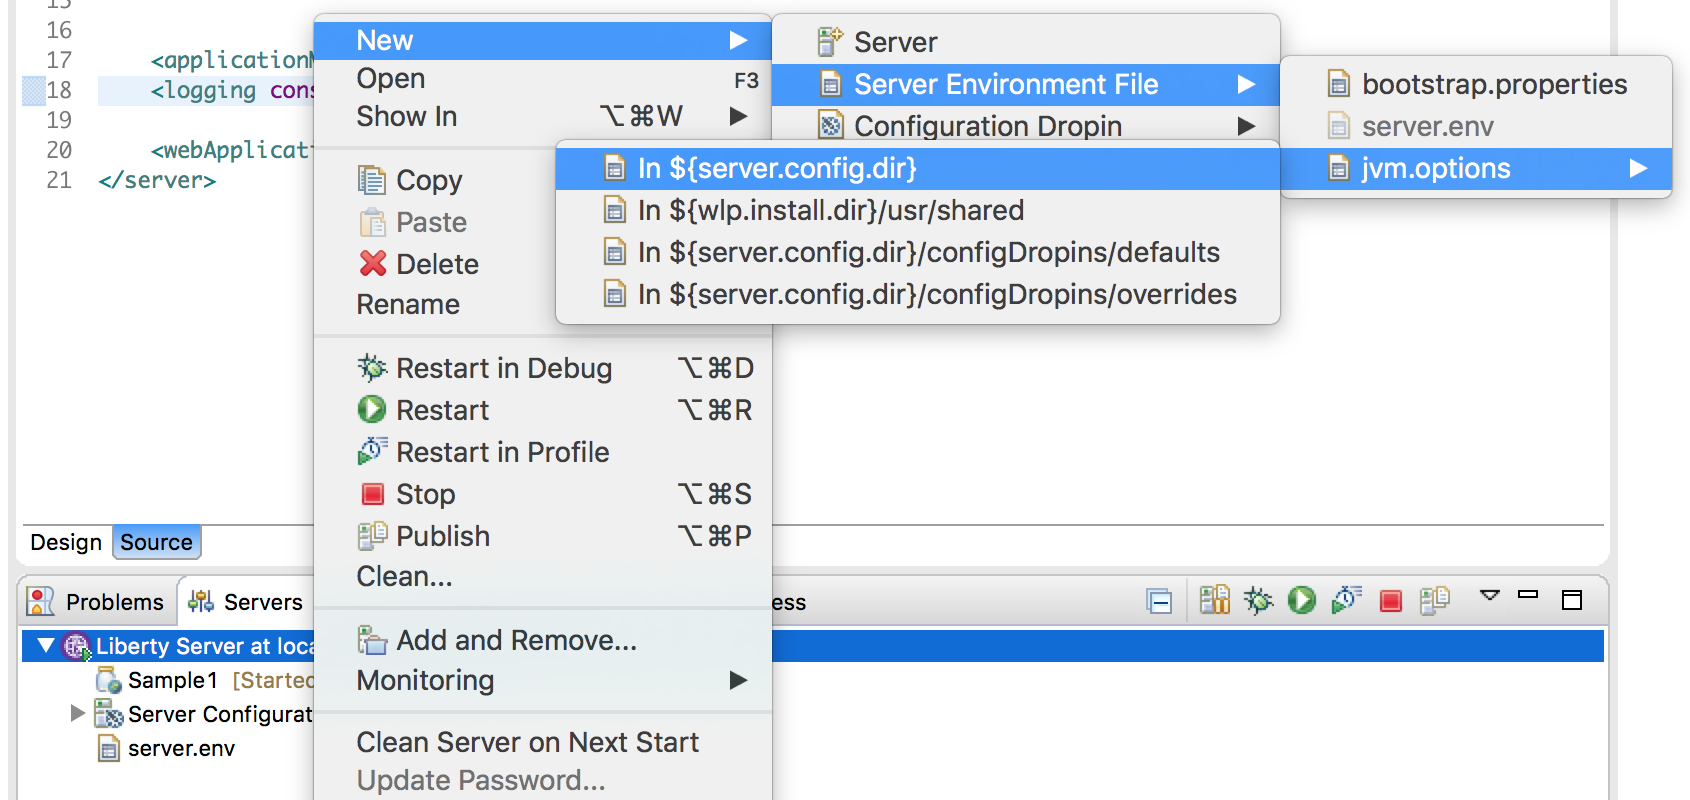 15
16
17 <applicationM
18 <logging cons
19
20 <webApplicati
21 </server>
New
Open F3
Show In ⌥⌘W
Copy
Paste
Delete
Rename
Restart in Debug ⌥⌘D
Restart ⌥⌘R
Restart in Profile
Stop ⌥⌘S
Publish ⌥⌘P
Clean...
Add and Remove...
Monitoring
Clean Server on Next Start
Update Password...
Server
Server Environment File
Configuration Dropin
bootstrap.properties
server.env
jvm.options
In ${server.config.dir}
In ${wlp.install.dir}/usr/shared
In ${server.config.dir}/configDropins/defaults
In ${server.config.dir}/configDropins/overrides
Design Source
Problems Servers ess
Liberty Server at loca
Sample1 [Started
Server Configurat
server.env